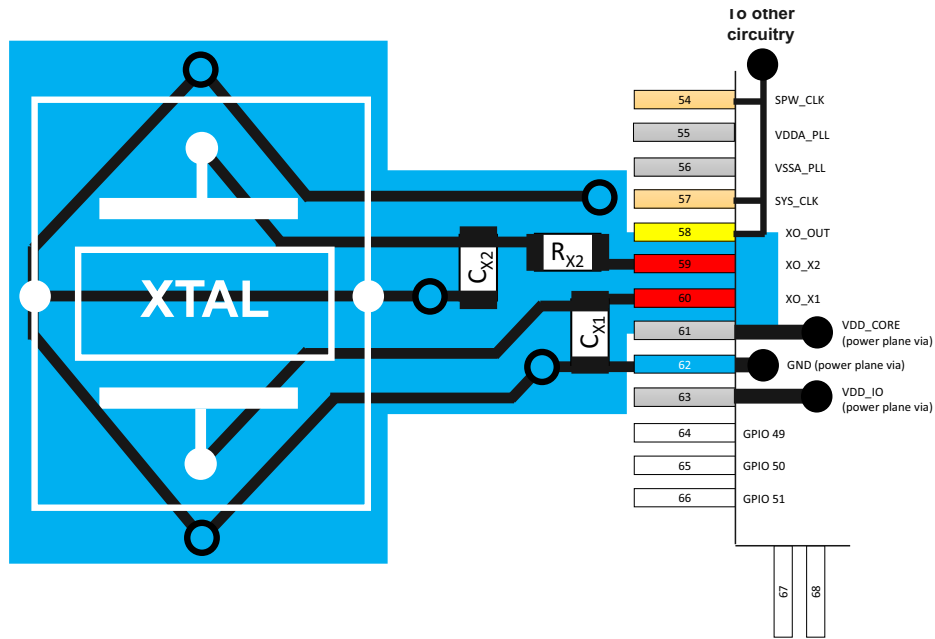 To other
circuitry
54
SPW_CLK
55
VDDA_PLL
56
VSSA_PLL
57
SYS_CLK
58
XO_OUT
59
XO_X2
60
XO_X1
61
VDD_CORE
(power plane via)
62
GND (power plane via)
63
VDD_IO
(power plane via)
64
GPIO 49
65
GPIO 50
66
GPIO 51
67
68
CX2
RX2
CX1
XTAL